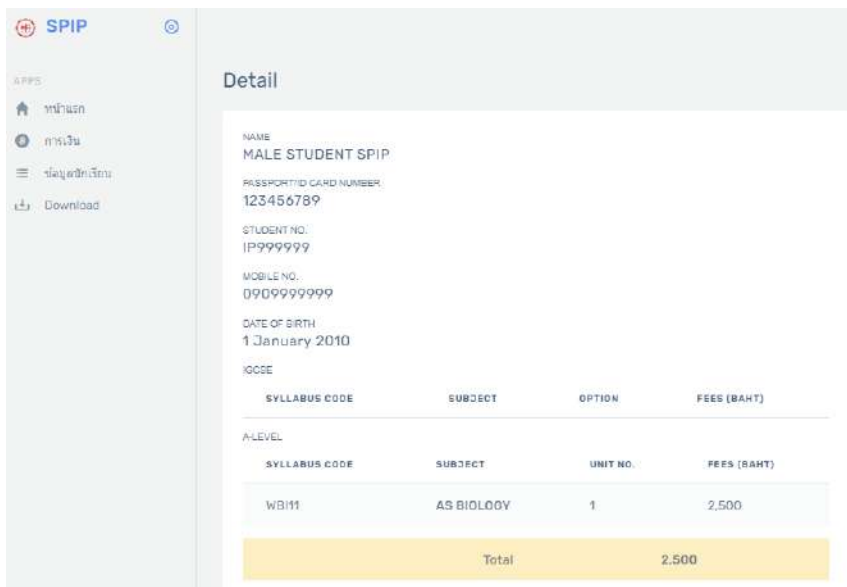 SPIP
APPS
หน้าแรก
การเงิน
ข้อมูลนักเรียน
Download
Detail
NAME
MALE STUDENT SPIP
PASSPORT/ID CARD NUMBER
123456789
STUDENT NO.
IP999999
MOBILE NO.
0909999999
DATE OF BIRTH
1 January 2010
IGCSE
SYLLABUS CODE SUBJECT OPTION FEES (BAHT)
A-LEVEL
SYLLABUS CODE SUBJECT UNIT NO. FEES (BAHT)
WBI11 AS BIOLOGY 1 2,500
Total 2,500